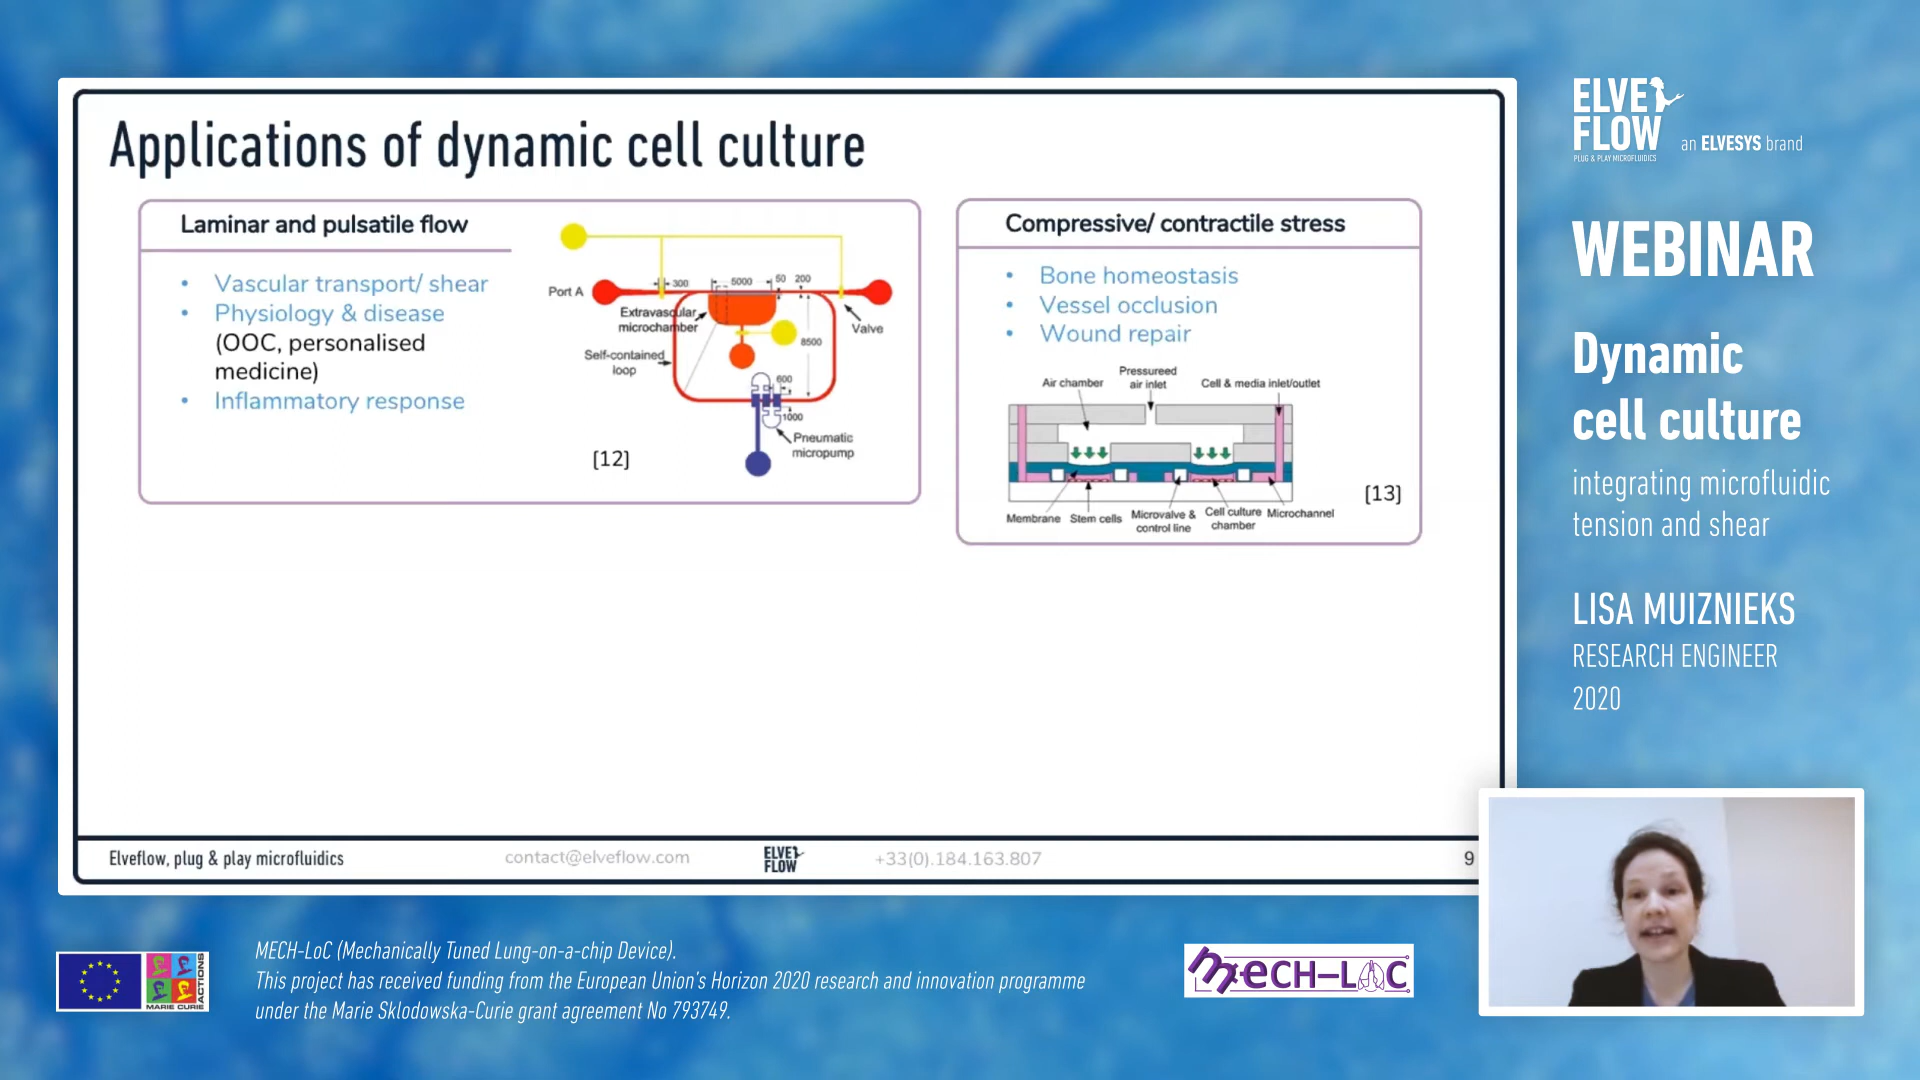 Applications of dynamic cell culture
Laminar and pulsatile flow
• Vascular transport/ shear
• Physiology & disease
(OOC, personalised
medicine)
• Inflammatory response
[12]
Port A
300
5000
50
200
Extravascular
microchamber
Valve
8500
Self-contained
loop
600
1000
Pneumatic
micropump
Compressive/ contractile stress
• Bone homeostasis
• Vessel occlusion
• Wound repair
Air chamber
Pressureed
air inlet
Cell & media inlet/outlet
[13]
Membrane
Stem cells
Microvalve &
control line
Cell culture
chamber
Microchannel
Elveflow, plug & play microfluidics
contact@elveflow.com
ELVE
FLOW
+33(0).184.163.807
9
ELVE
FLOW
PLUG & PLAY MICROFLUIDICS
an ELVESYS brand
WEBINAR
Dynamic
cell culture
integrating microfluidic
tension and shear
LISA MUIZNIEKS
RESEARCH ENGINEER
2020
MARIE CURIE
ACTIONS
MECH-LoC (Mechanically Tuned Lung-on-a-chip Device).
This project has received funding from the European Union's Horizon 2020 research and innovation programme
under the Marie Sklodowska-Curie grant agreement No 793749.
MECH-LOC